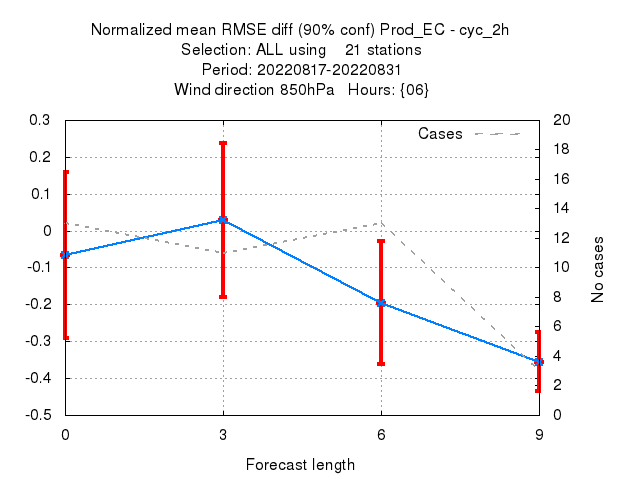 Normalized mean RMSE diff (90% conf) Prod_EC - cyc_2h
Selection: ALL using 21 stations
Period: 20220817-20220831
Wind direction 850hPa Hours: {06}
Cases
0.3
0.2
0.1
0
-0.1
-0.2
-0.3
-0.4
-0.5
20
18
16
14
12
10
8
6
4
2
0
No cases
0 3 6 9
Forecast length